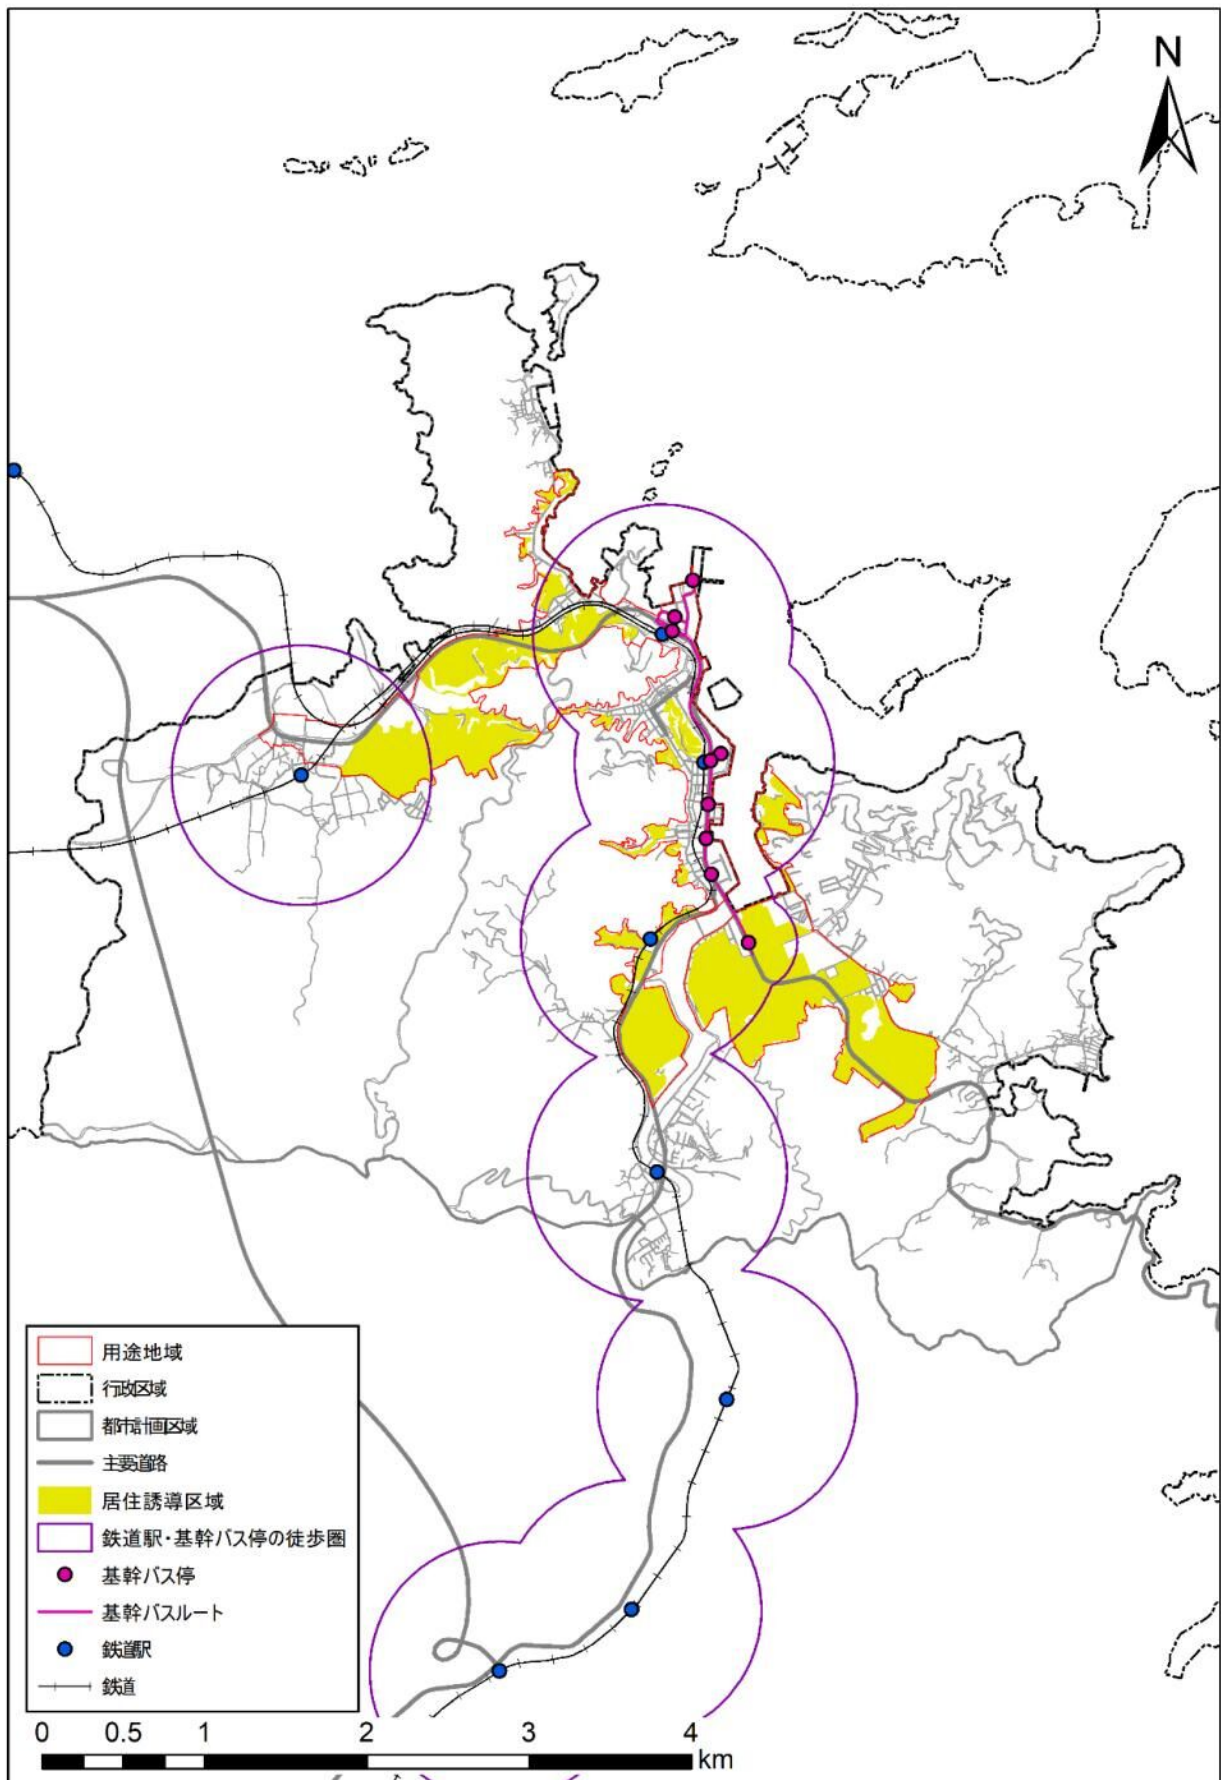 N
用途地域
行政区域
都市計画区域
主要道路
居住誘導区域
鉄道駅・基幹バス停の徒歩圏
基幹バス停
基幹バスルート
鉄道駅
鉄道
0 0.5 1 2 3 4
km